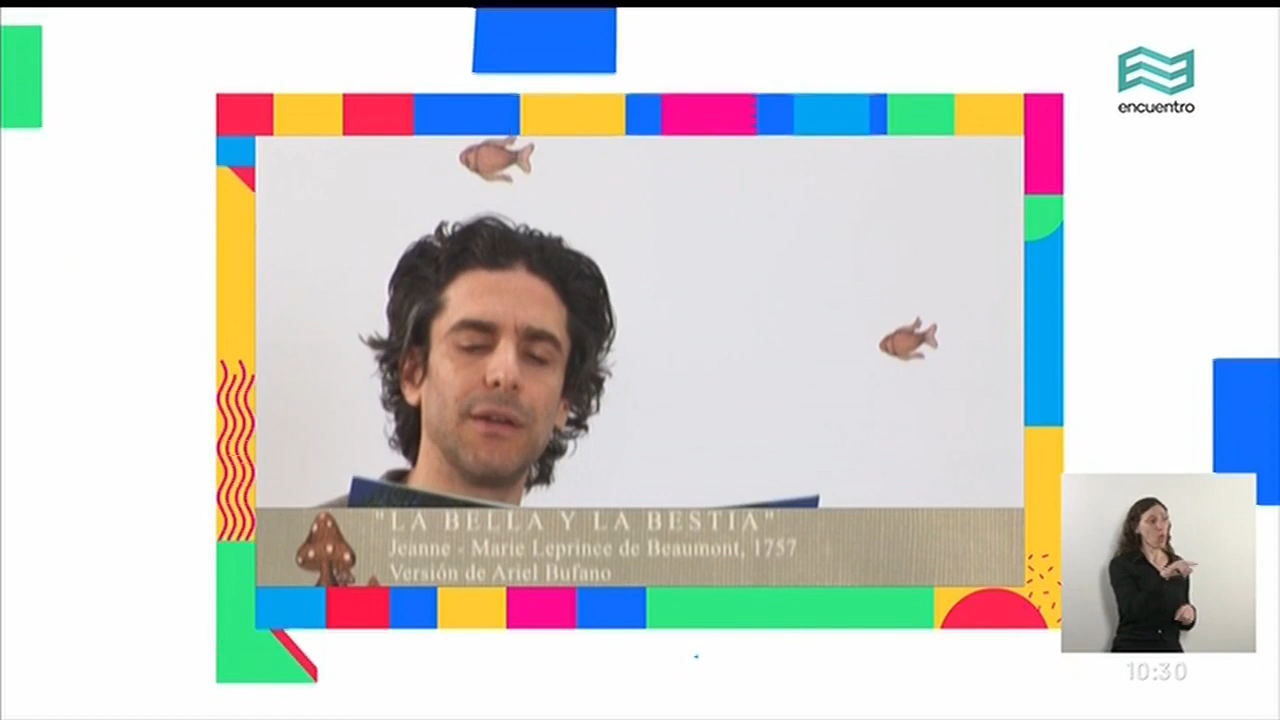 encuentro
"LA BELLA Y LA BESTIA"
Jeanne - Marie Leprince de Beaumont, 1757
Versión de Ariel Bufano
10:30